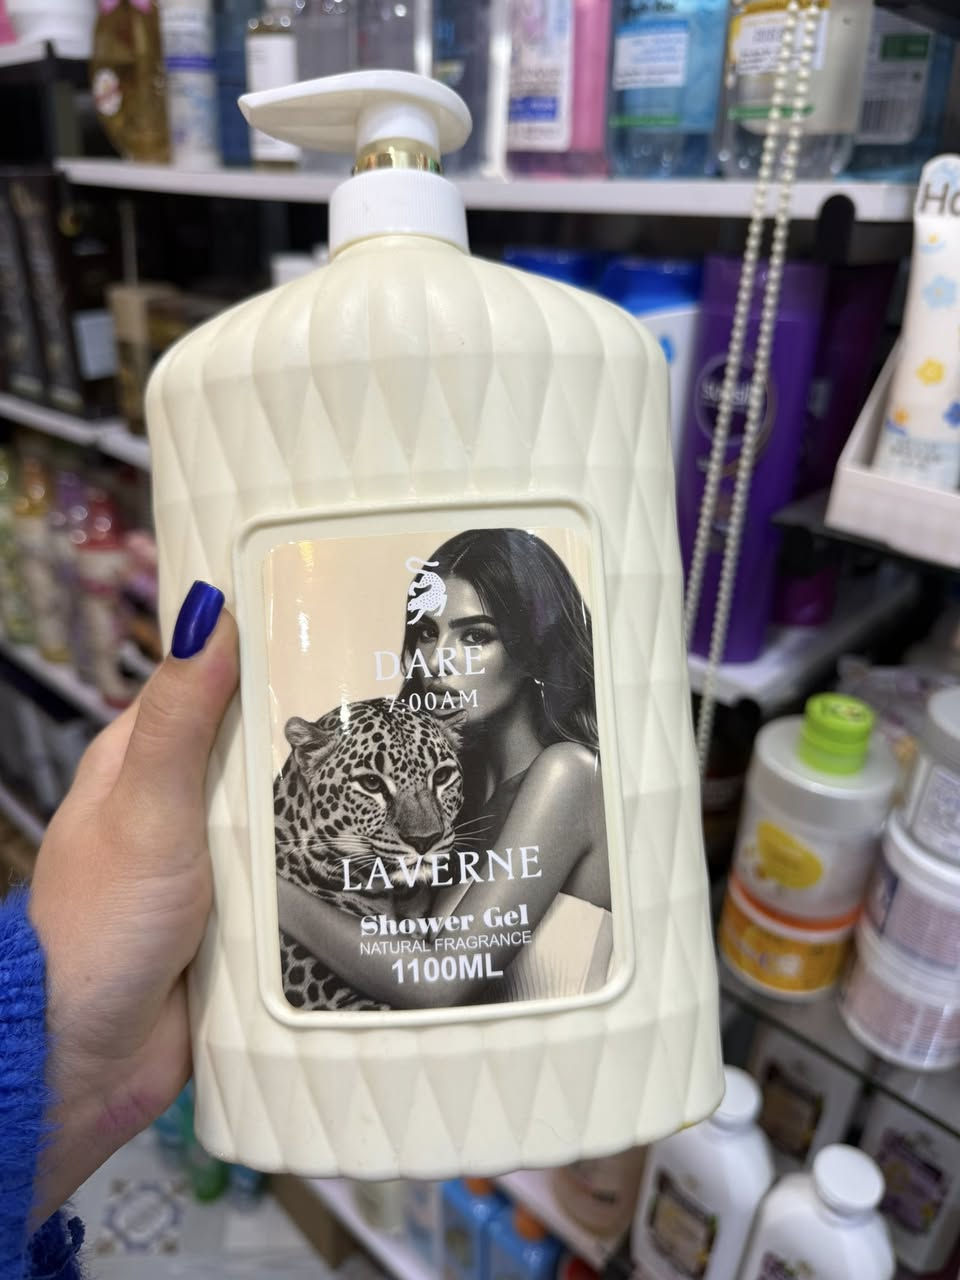 DARE
7:00AM
LAVERNE
Shower Gel
NATURAL FRAGRANCE
1100ML